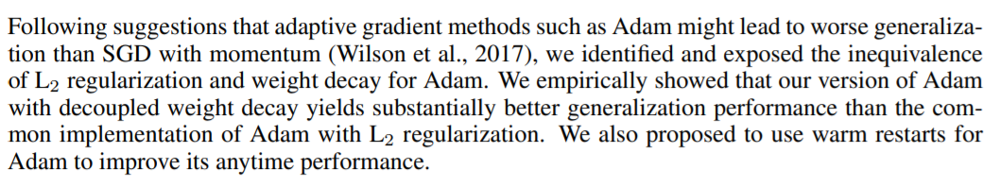 Following suggestions that adaptive gradient methods such as Adam might lead to worse generaliza-
tion than SGD with momentum (Wilson et al., 2017), we identified and exposed the inequivalence
of L₂ regularization and weight decay for Adam. We empirically showed that our version of Adam
with decoupled weight decay yields substantially better generalization performance than the com-
mon implementation of Adam with L₂ regularization. We also proposed to use warm restarts for
Adam to improve its anytime performance.